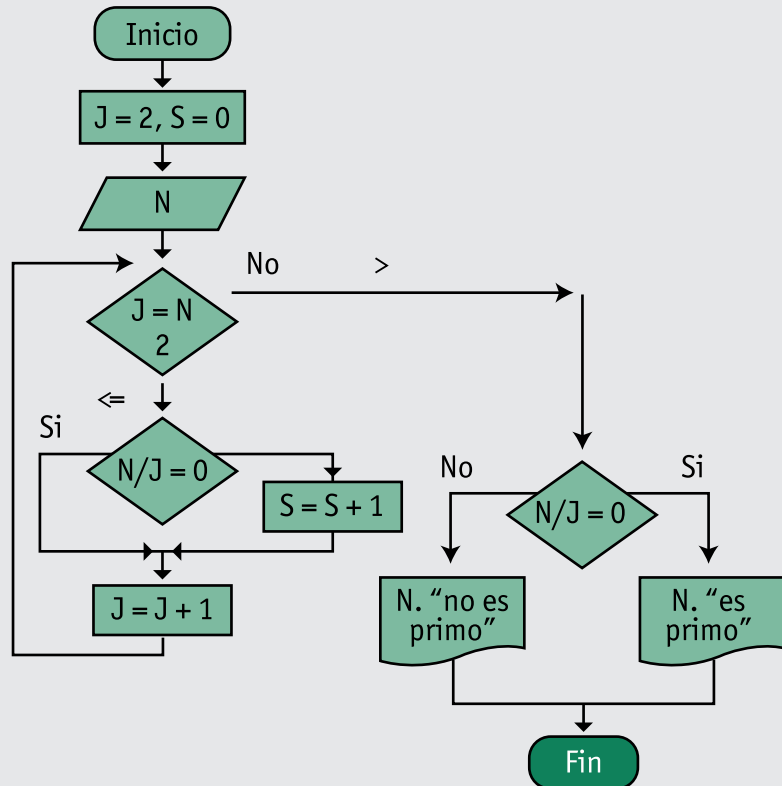 Inicio
J = 2, S = 0
N
No >
J = N
2
<=
Si
N/J = 0
S = S + 1
J = J + 1
No
Si
N/J = 0
N. “no es
primo”
N. “es
primo”
Fin